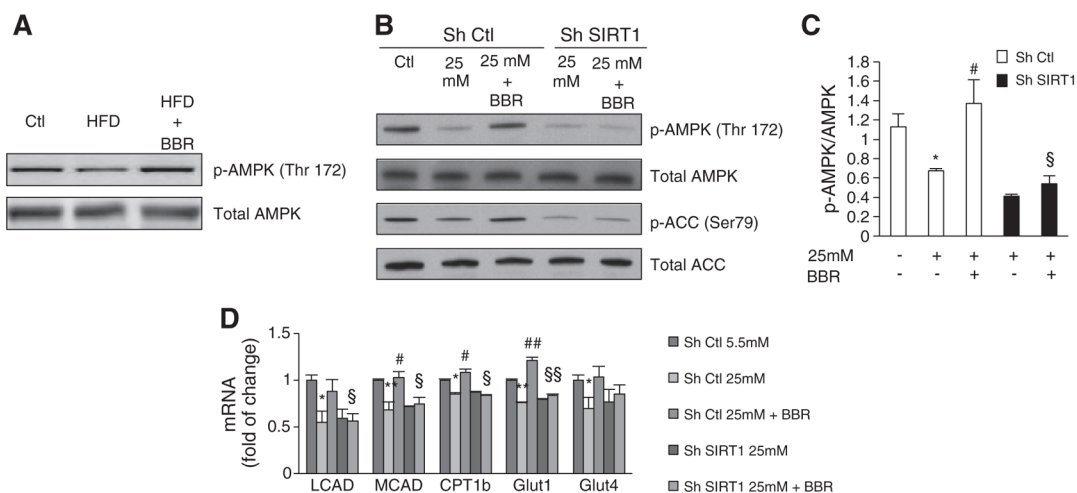 A
Ctl
HFD
HFD
+
BBR
p-AMPK (Thr 172)
Total AMPK
B
Sh Ctl
Sh SIRT1
Ctl
25
mM
25 mM
+
BBR
25
mM
25 mM
+
BBR
p-AMPK (Thr 172)
Total AMPK
p-ACC (Ser79)
Total ACC
C
Sh Ctl
Sh SIRT1
p-AMPK/AMPK
1.8
1.6
1.4
1.2
1
0.8
0.6
0.4
0.2
0
*
#
§
25mM - + + + +
BBR - - + - +
D
mRNA
(fold of change)
1.5
1
0.5
0
* §
** # §
* # §
** ## §§
*
LCAD MCAD CPT1b Glut1 Glut4
Sh Ctl 5.5mM
Sh Ctl 25mM
Sh Ctl 25mM + BBR
Sh SIRT1 25mM
Sh SIRT1 25mM + BBR